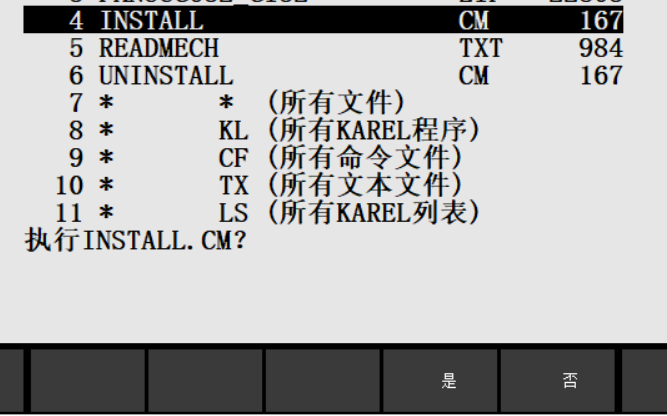 4 INSTALL CM 167
5 READMECH TXT 984
6 UNINSTALL CM 167
7 * * (所有文件)
8 * KL (所有KAREL程序)
9 * CF (所有命令文件)
10 * TX (所有文本文件)
11 * LS (所有KAREL列表)
执行INSTALL.CM?
是 否